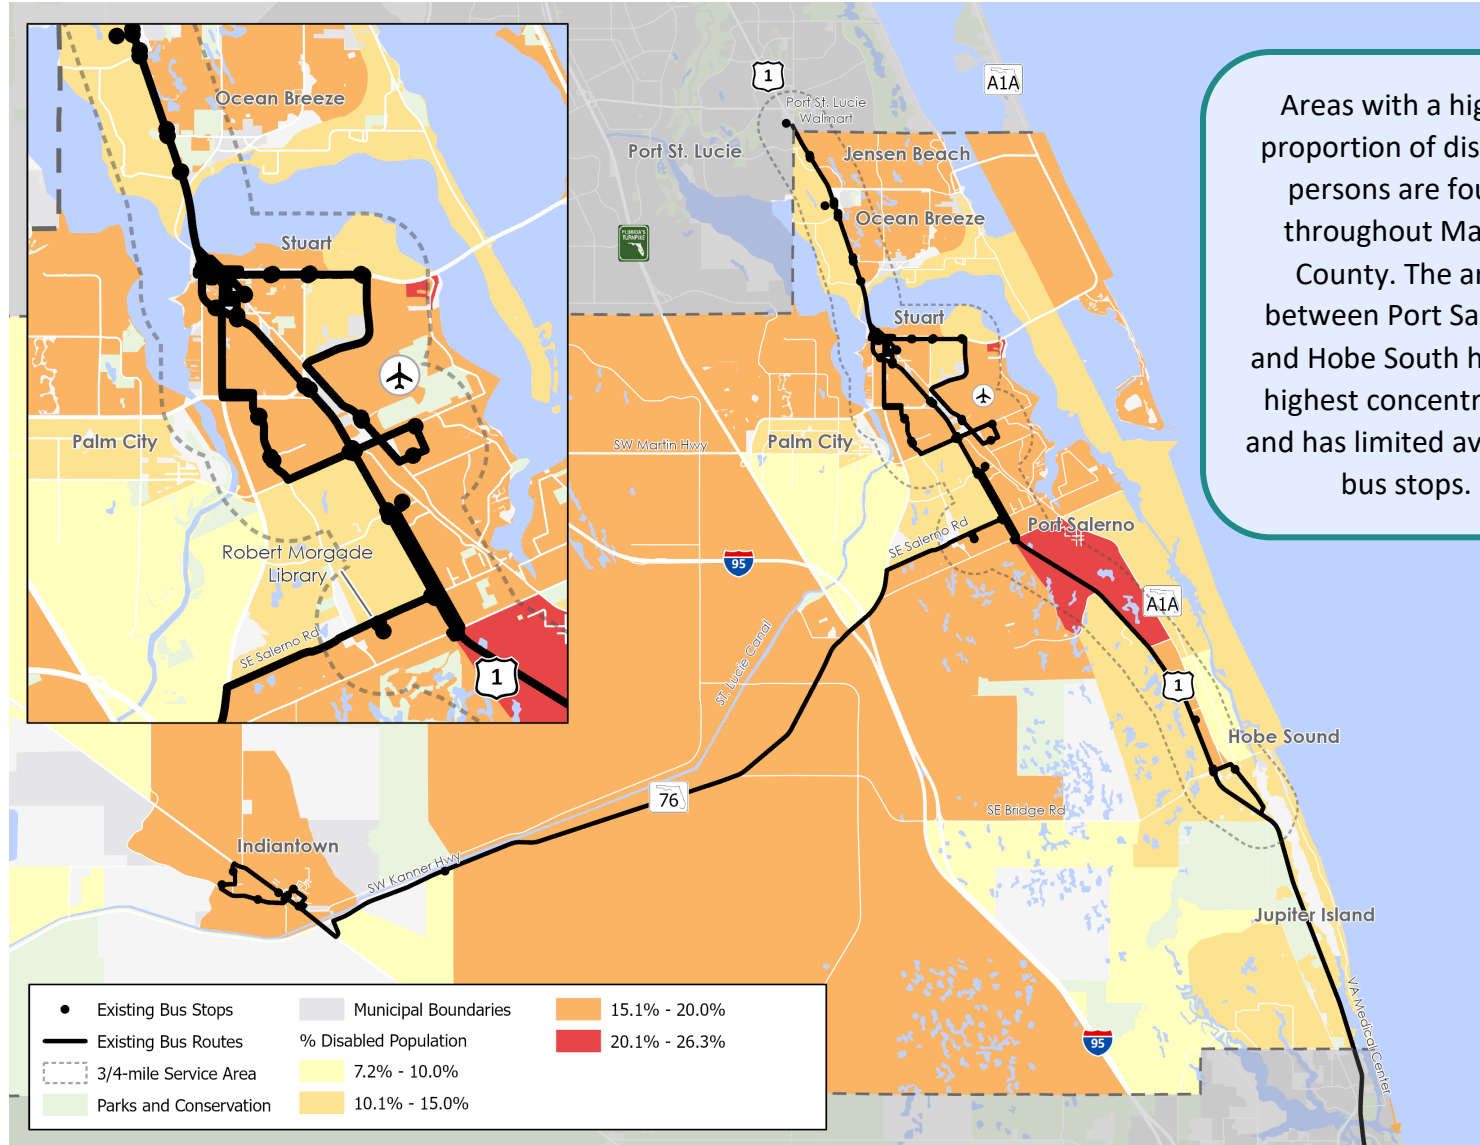 Ocean Breeze
Stuart
Palm City
Robert Morgade
Library
SE Salerno Rd
1
1
Port St. Lucie
Walmart
A1A
Port St. Lucie
Jensen Beach
Ocean Breeze
FLORIDA'S
TURNPIKE
Stuart
SW Martin Hwy
Palm City
SE Salerno Rd
Port Salerno
95
A1A
ST. Lucie Canal
1
Hobe Sound
76
SE Bridge Rd
Indiantown
SW Kanner Hwy
Jupiter Island
VA Medical Center
95
Areas with a hig
proportion of dis
persons are fou
throughout Ma
County. The ar
between Port Sa
and Hobe South h
highest concentr
and has limited av
bus stops.
Existing Bus Stops
Existing Bus Routes
3/4-mile Service Area
Parks and Conservation
Municipal Boundaries
% Disabled Population
7.2% - 10.0%
10.1% - 15.0%
15.1% - 20.0%
20.1% - 26.3%